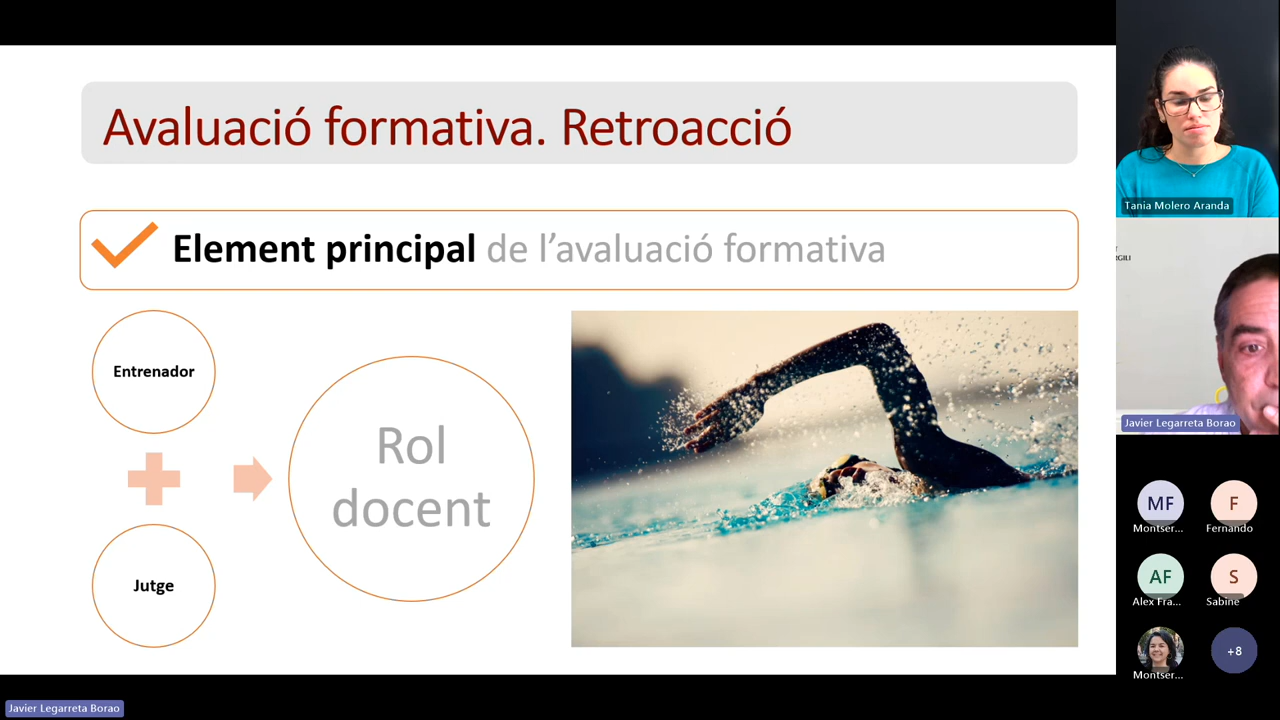 Avaluació formativa. Retroacció
Element principal de l’avaluació formativa
Entrenador
Jutge
Rol
docent
Tania Molero Aranda
RGILI
Javier Legarreta Borao
MF
Montser...
F
Fernando
AF
Alex Fra...
S
Sabine
Montser...
+8
Javier Legarreta Borao